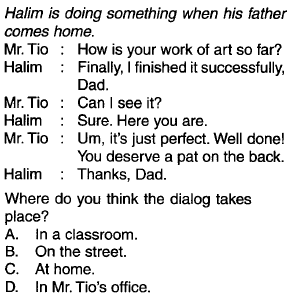 Halim is doing something when his father
comes home.
Mr. Tio : How is your work of art so far?
Halim : Finally, I finished it successfully,
Dad.
Mr. Tio : Can I see it?
Halim : Sure. Here you are.
Mr. Tio : Um, it's just perfect. Well done!
You deserve a pat on the back.
Halim : Thanks, Dad.
Where do you think the dialog takes
place?
A. In a classroom.
B. On the street.
C. At home.
D. In Mr. Tio's office.